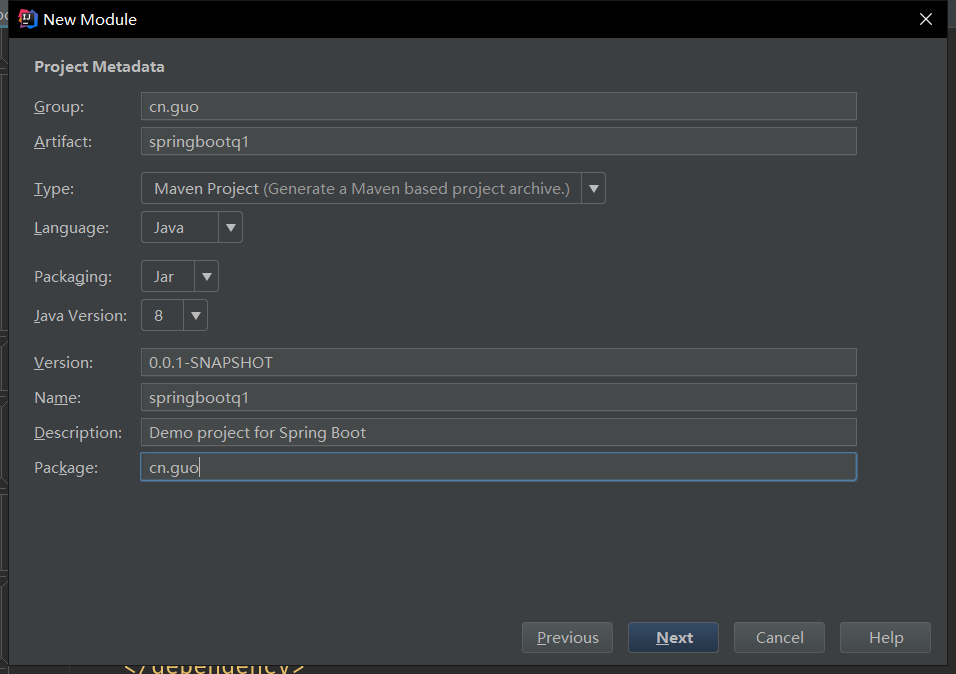 New Module
Project Metadata
Group: cn.guo
Artifact: springbootq1
Type: Maven Project (Generate a Maven based project archive.)
Language: Java
Packaging: Jar
Java Version: 8
Version: 0.0.1-SNAPSHOT
Name: springbootq1
Description: Demo project for Spring Boot
Package: cn.guo
Previous Next Cancel Help
</dependency>